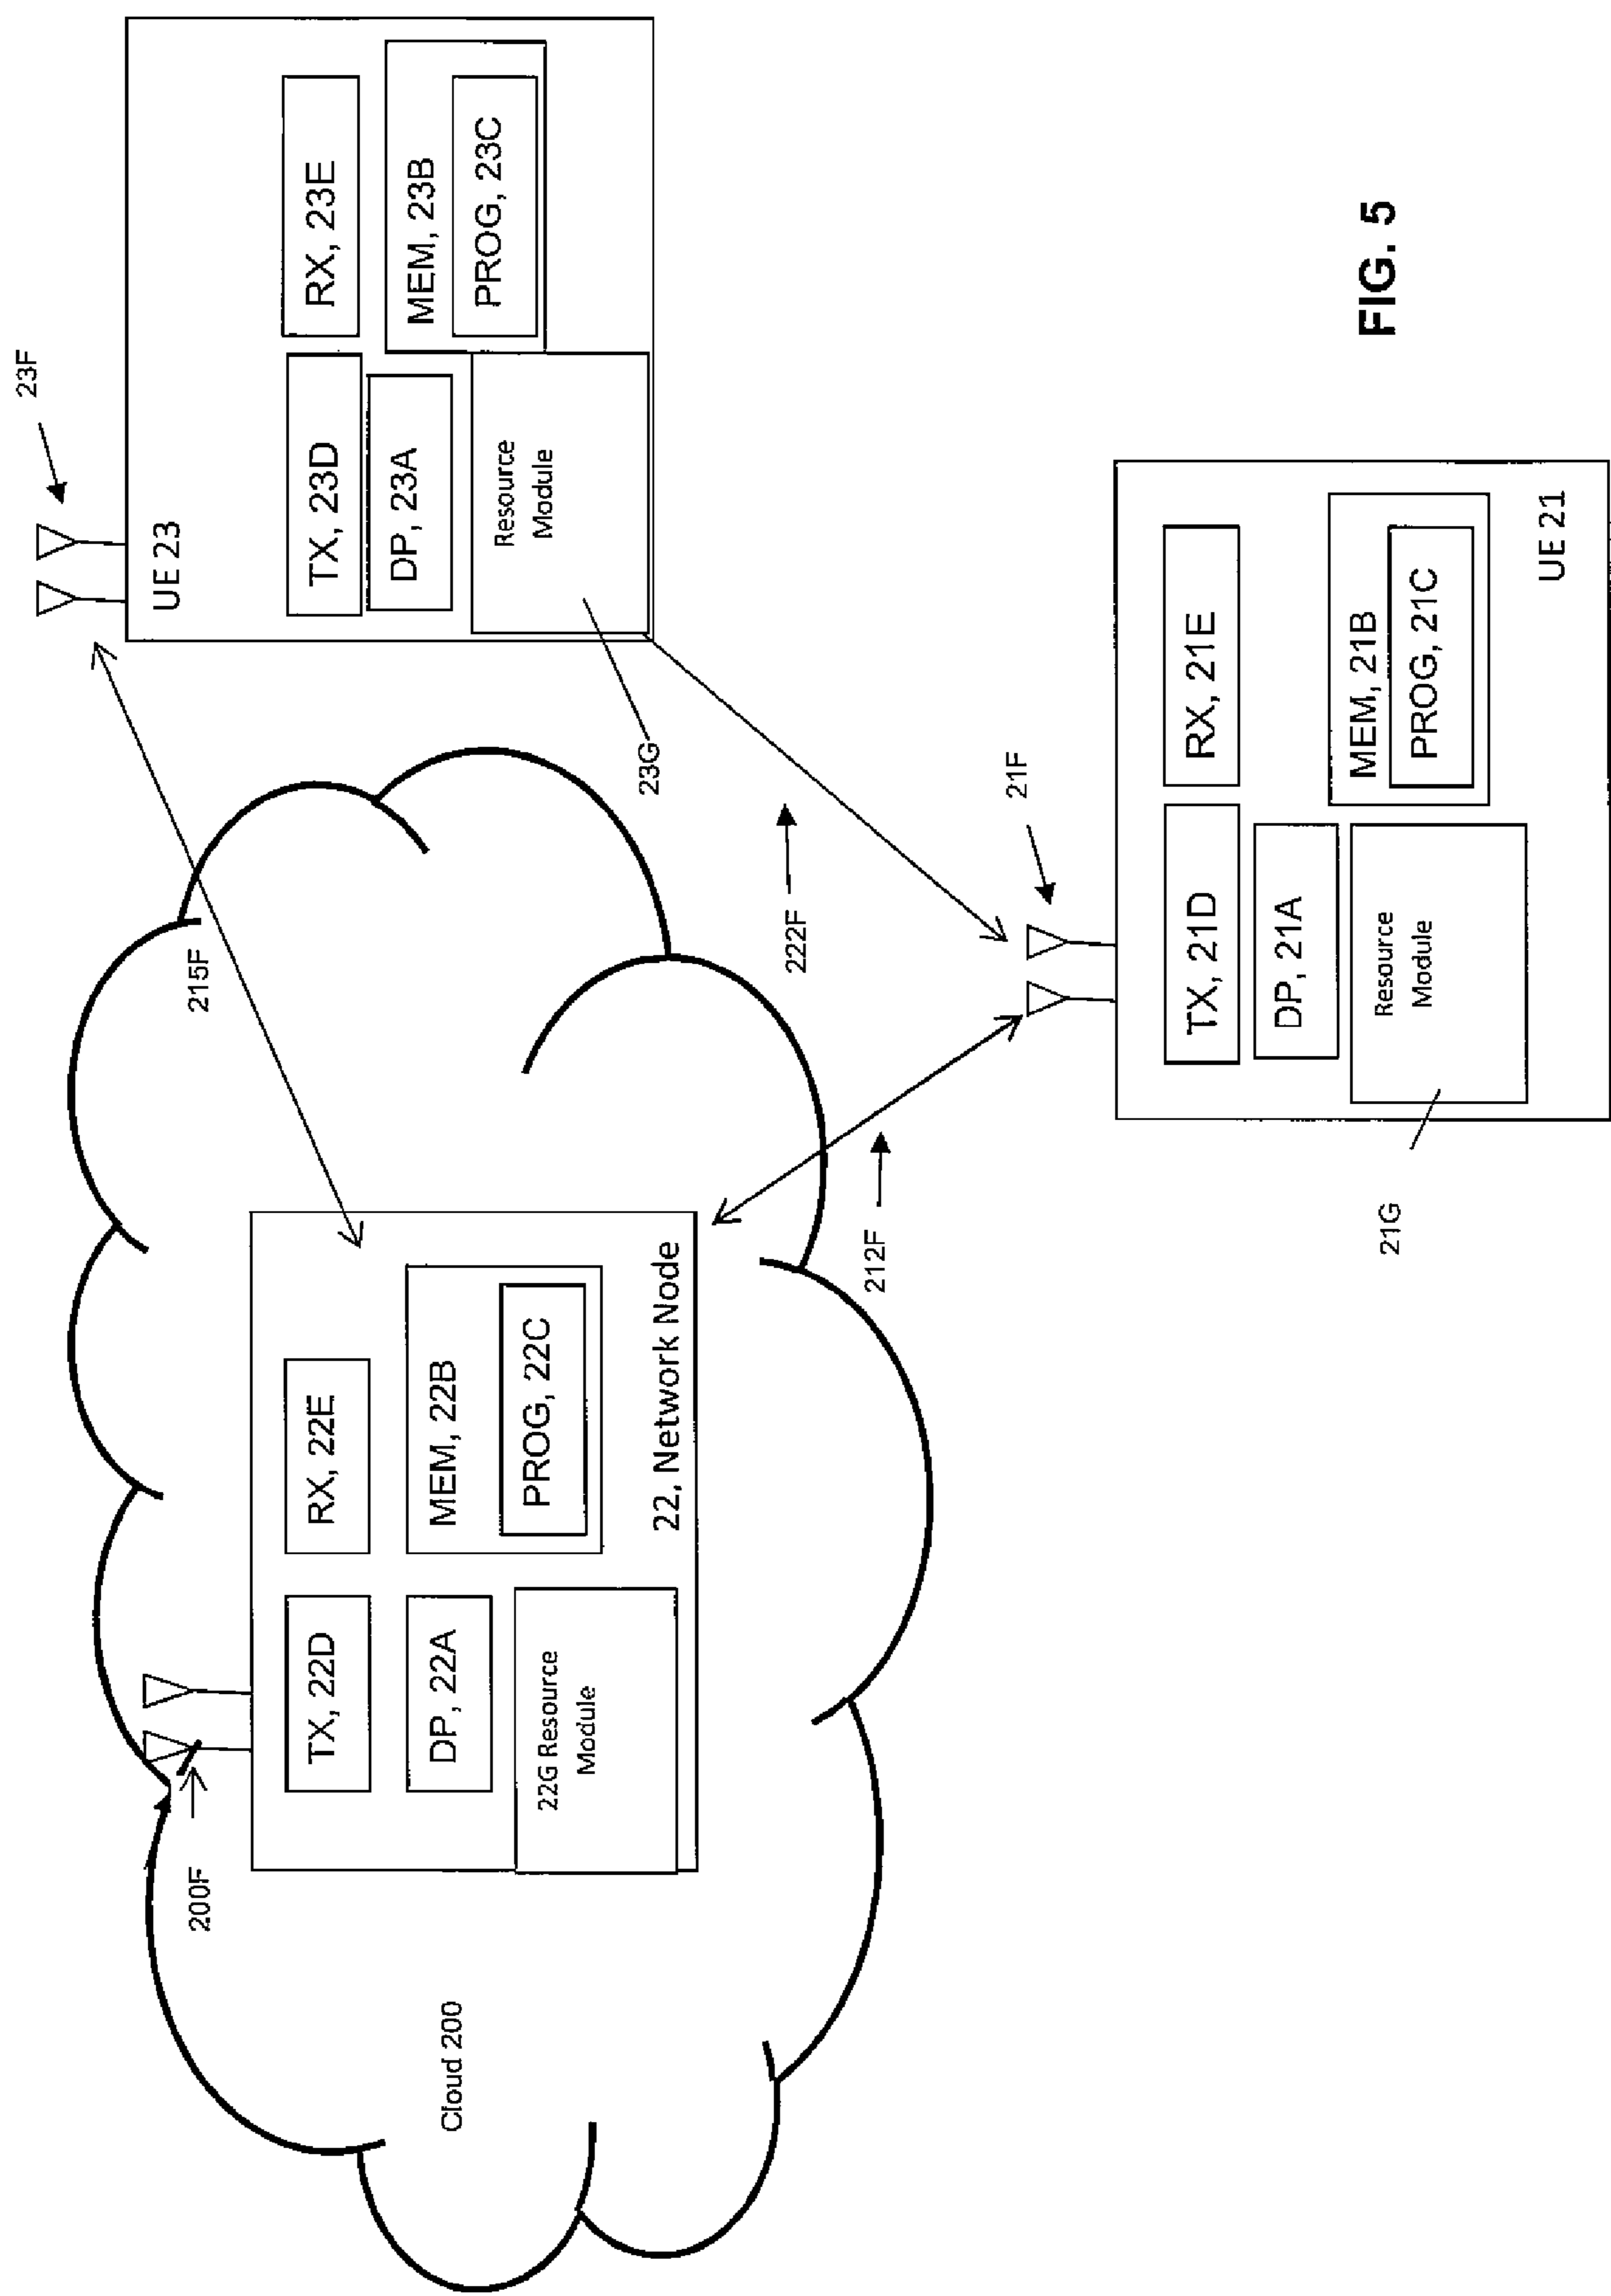 Cloud 200
200F
TX, 22D
RX, 22E
DP, 22A
MEM, 22B
PROG, 22C
22G Resource
Module
22, Network Node
215F
212F
222F
23F
UE 23
TX, 23D
RX, 23E
DP, 23A
MEM, 23B
PROG, 23C
Resource
Module
23G
21F
TX, 21D
RX, 21E
DP, 21A
MEM, 21B
PROG, 21C
Resource
Module
UE 21
21G
FIG. 5